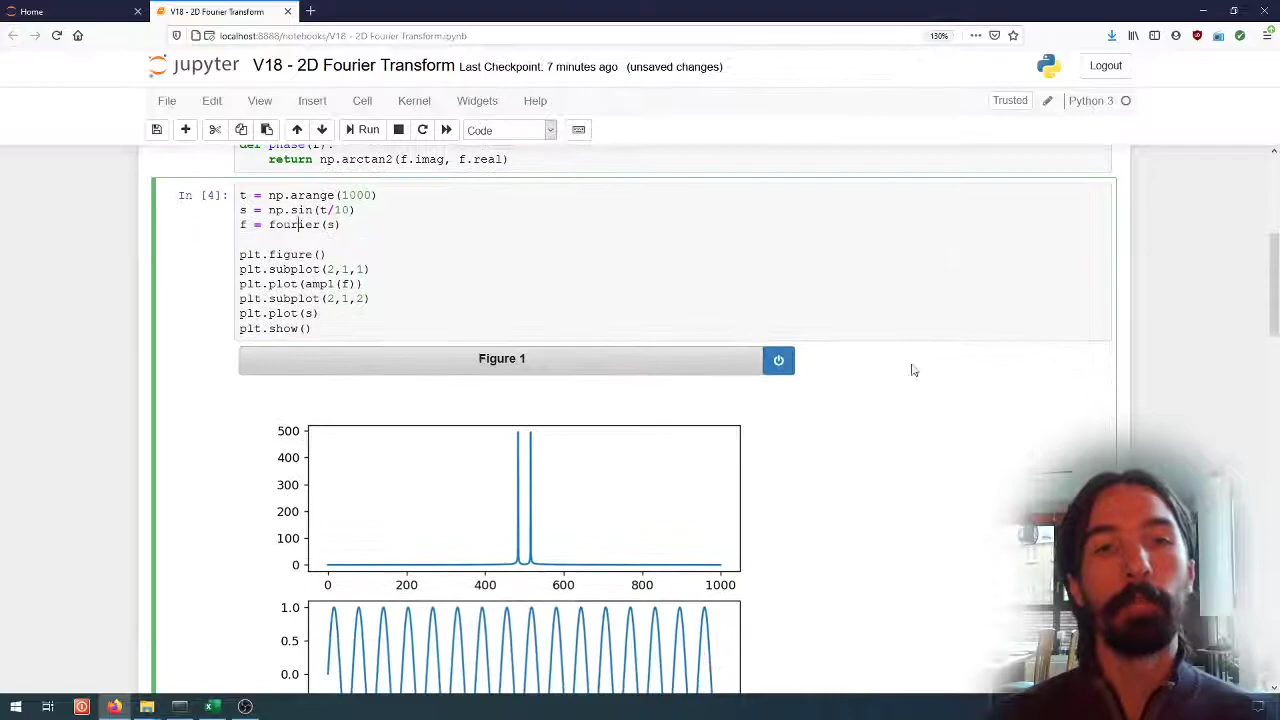 Home
V18 - 2D Fourier Transform
localhost:8888/notebooks/V18 - 2D Fourier Transform.ipynb
130%
jupyter V18 - 2D Fourier Transform Last Checkpoint: 7 minutes ago (unsaved changes)
Logout
File Edit View Insert Cell Kernel Widgets Help
Trusted
Python 3
Run
Code
def phase(f):
return np.arctan2(f.imag, f.real)
In [4]:
t = np.arange(1000)
s = np.sin(t/10)
f = fourier(s)
plt.figure()
plt.subplot(2,1,1)
plt.plot(ampl(f))
plt.subplot(2,1,2)
plt.plot(s)
plt.show()
Figure 1
500
400
300
200
100
0
0 200 400 600 800 1000
1.0
0.5
0.0